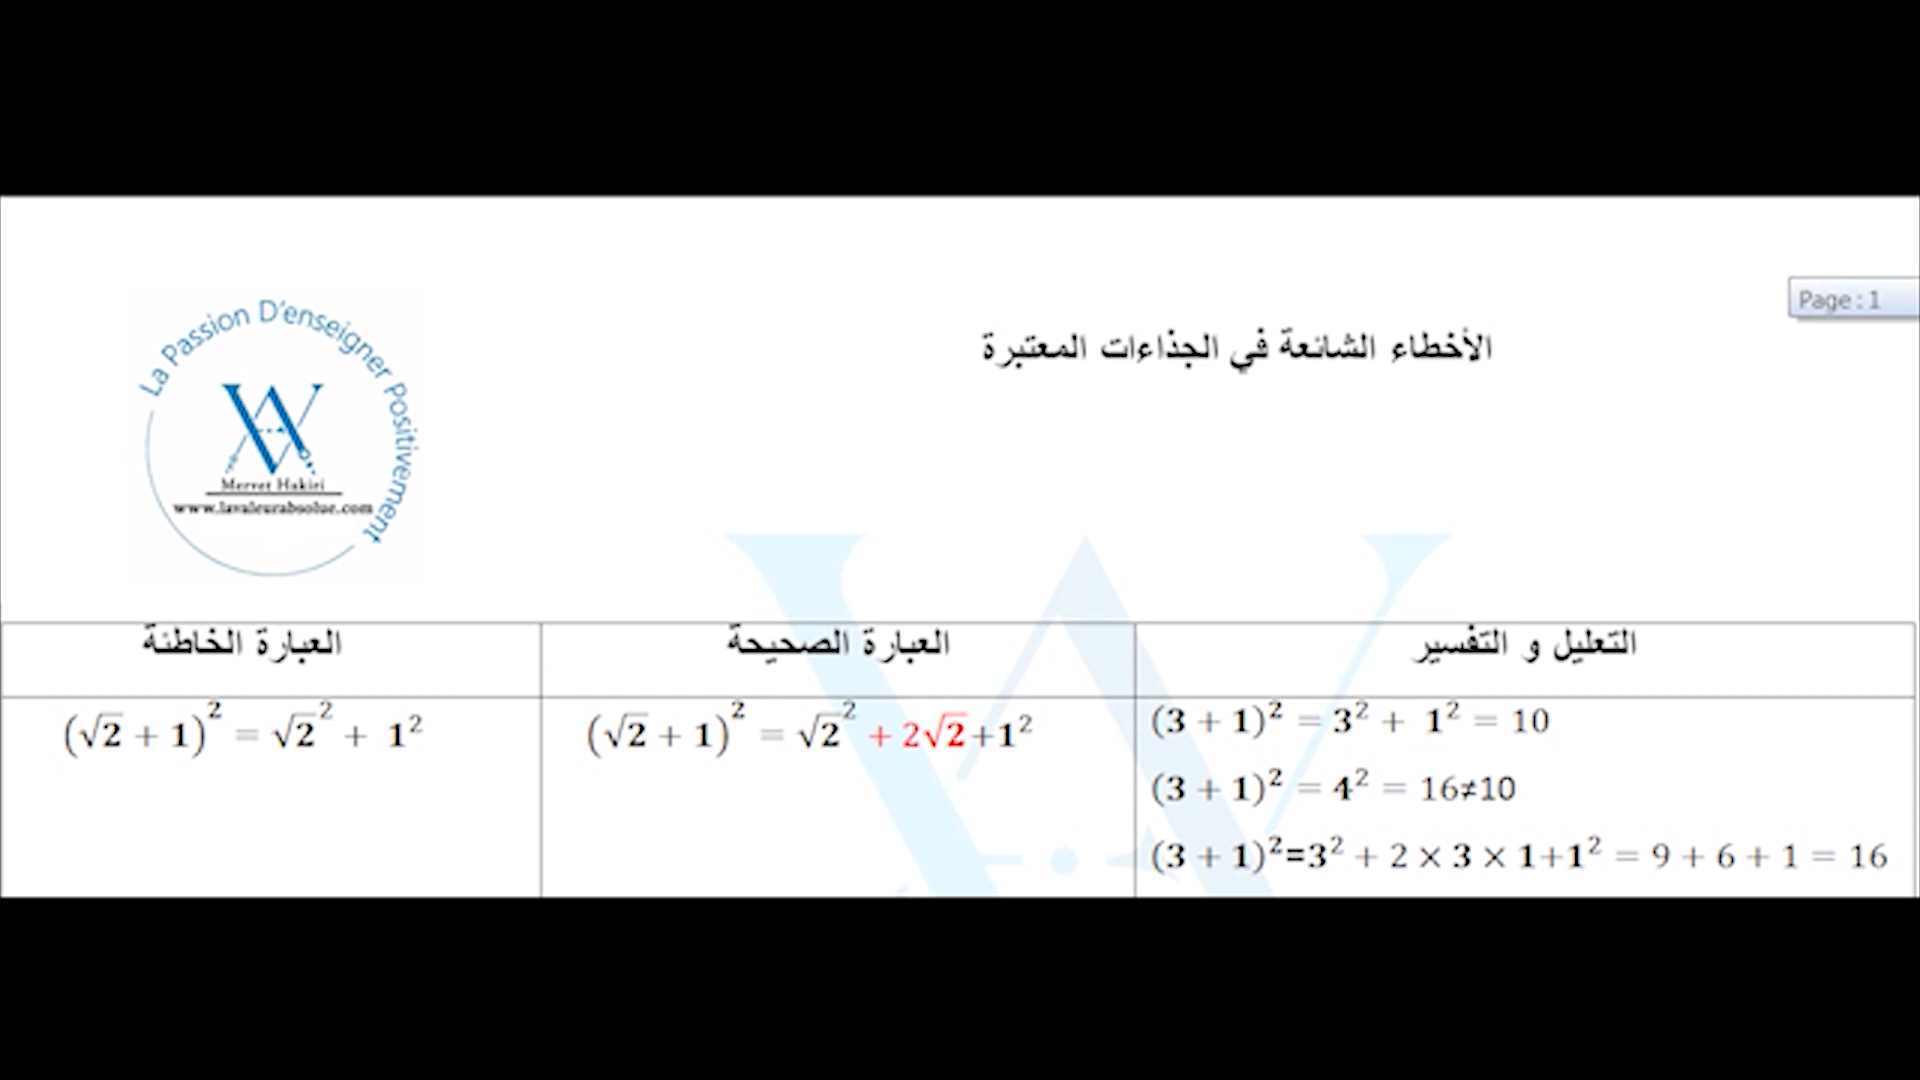 La Passion D'enseigner Positivement
Mervet Hakiri
www.lavaleurabsolue.com
الأخطاء الشائعة في الجذاءات المعتبرة
Page : 1
العبارة الخاطئة
العبارة الصحيحة
التعليل و التفسير
(√2 + 1)² = √2² + 1²
(√2 + 1)² = √2² + 2√2+1²
(3 + 1)² = 3² + 1² = 10
(3 + 1)² = 4² = 16≠10
(3 + 1)²=3² + 2 × 3 × 1+1² = 9 + 6 + 1 = 16